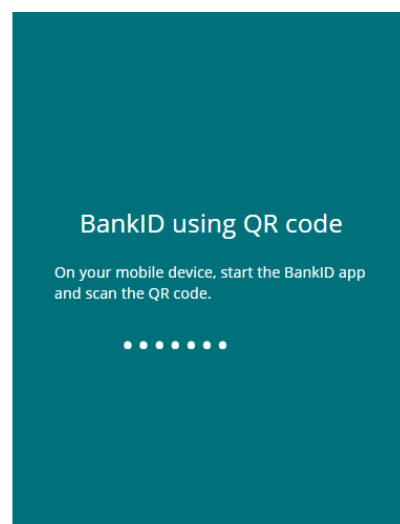 BankID using QR code
On your mobile device, start the BankID app
and scan the QR code.